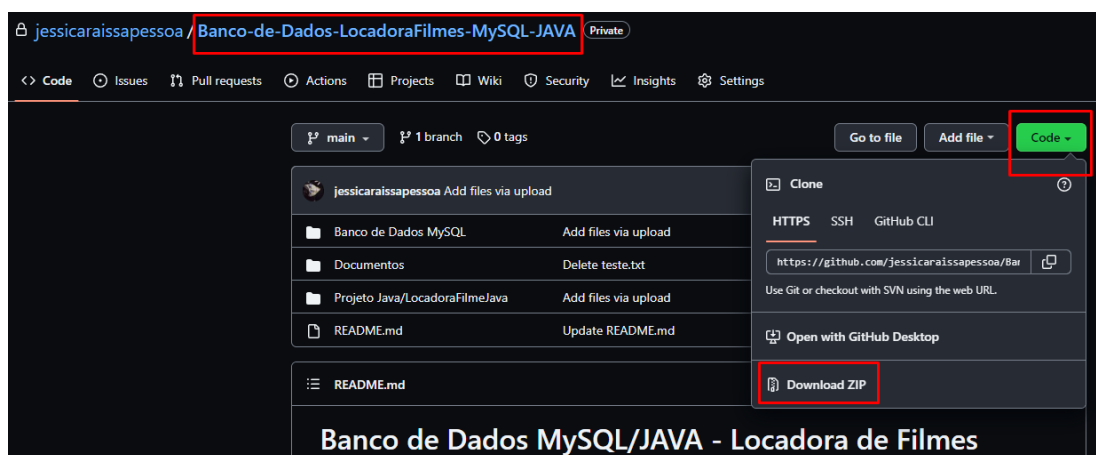 jessicaraissapessoa / Banco-de-Dados-LocadoraFilmes-MySQL-JAVA Private
<> Code Issues Pull requests Actions Projects Wiki Security Insights Settings
main 1 branch 0 tags Go to file Add file Code
jessicaraissapessoa Add files via upload
Banco de Dados MySQL Add files via upload
Documentos Delete teste.txt
Projeto Java/LocadoraFilmeJava Add files via upload
README.md Update README.md
Clone
HTTPS SSH GitHub CLI
https://github.com/jessicaraissapessoa/Bar
Use Git or checkout with SVN using the web URL.
Open with GitHub Desktop
Download ZIP
README.md
Banco de Dados MySQL/JAVA - Locadora de Filmes